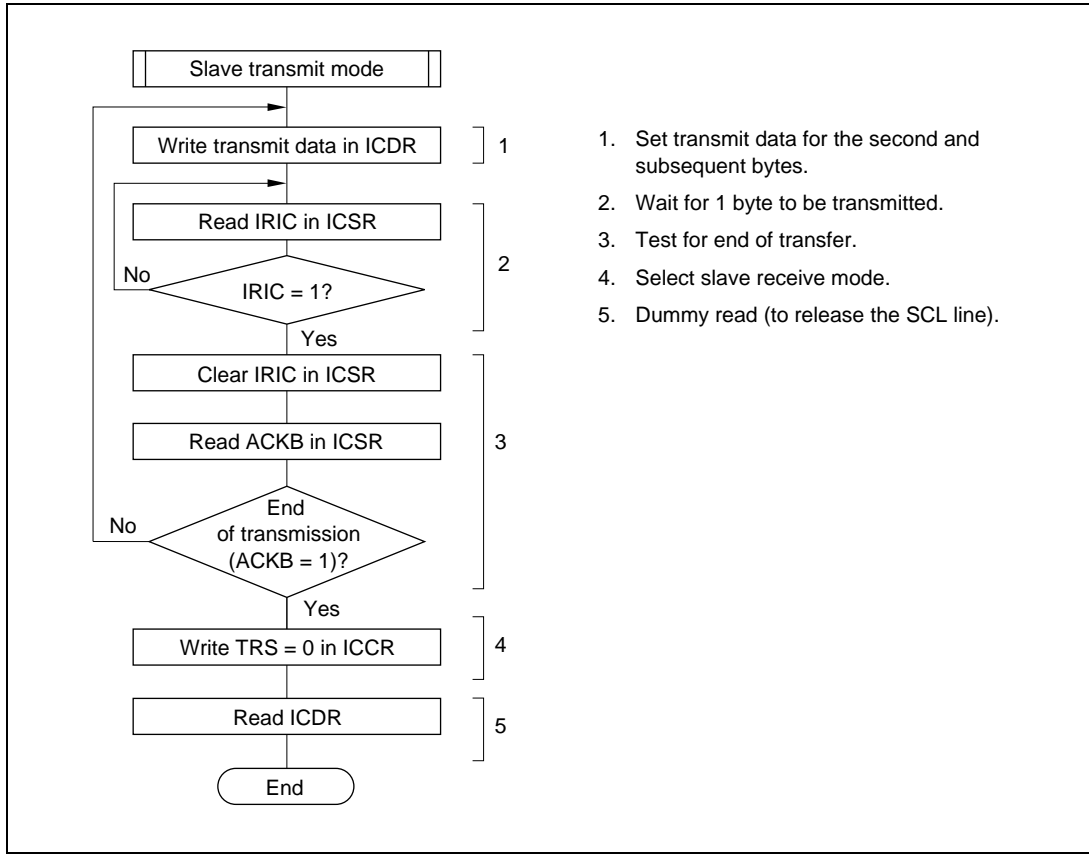 Slave transmit mode
Write transmit data in ICDR
1
Read IRIC in ICSR
2
No
IRIC = 1?
Yes
Clear IRIC in ICSR
Read ACKB in ICSR
3
End
No
of transmission
(ACKB = 1)?
Yes
Write TRS = 0 in ICCR
4
Read ICDR
5
End
1. Set transmit data for the second and
subsequent bytes.
2. Wait for 1 byte to be transmitted.
3. Test for end of transfer.
4. Select slave receive mode.
5. Dummy read (to release the SCL line).